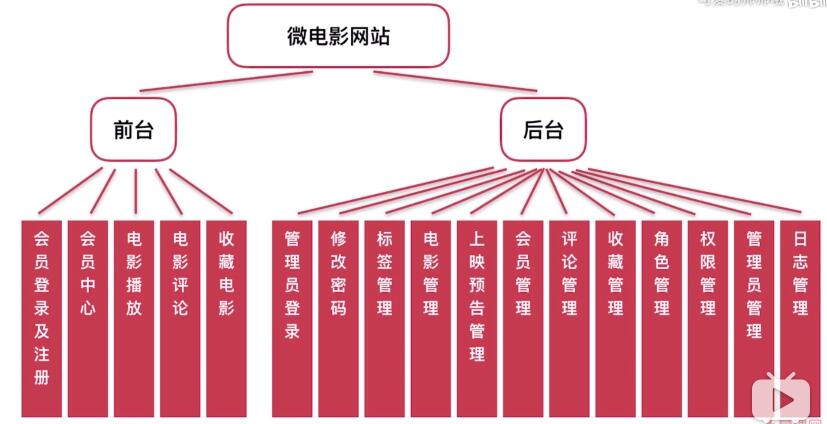 微电影网站
前台
后台
会员登录及注册
会员中心
电影播放
电影评论
收藏电影
管理员登录
修改密码
标签管理
电影管理
上映预告管理
会员管理
评论管理
收藏管理
角色管理
权限管理
管理员管理
日志管理